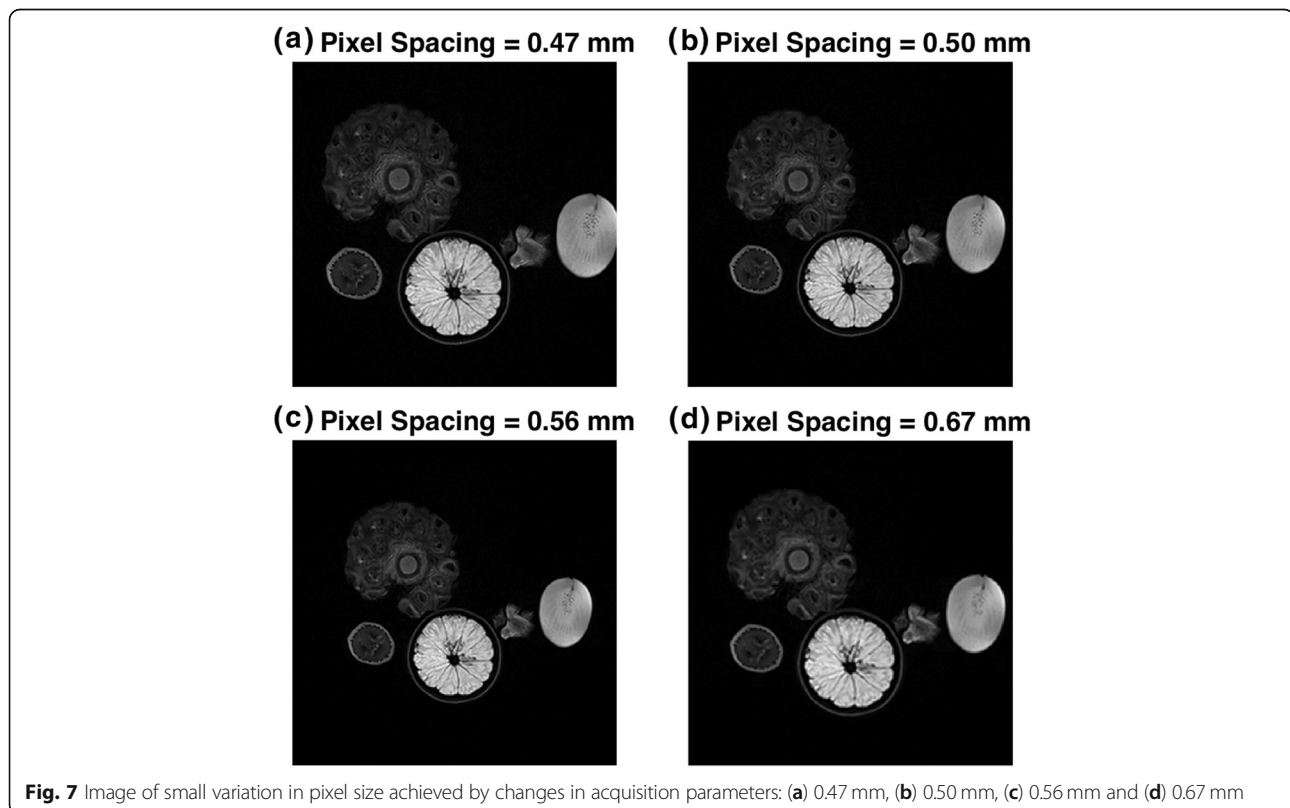 (a) Pixel Spacing = 0.47 mm
(b) Pixel Spacing = 0.50 mm
(c) Pixel Spacing = 0.56 mm
(d) Pixel Spacing = 0.67 mm
Fig. 7 Image of small variation in pixel size achieved by changes in acquisition parameters: (a) 0.47 mm, (b) 0.50 mm, (c) 0.56 mm and (d) 0.67 mm